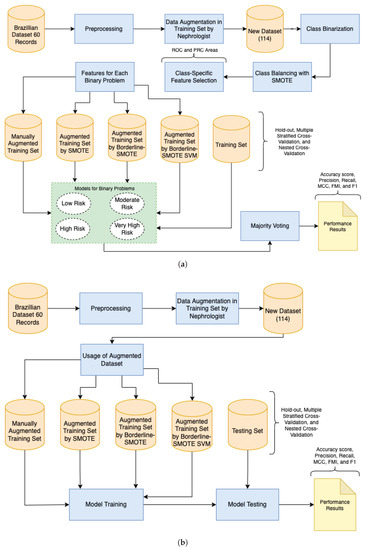 Brazillian
Dataset 60
Records
Preprocessing
Data Augmentation in
Training Set by
Nephrologist
New Dataset
(114)
Class Binarization
ROC and PRC Areas
Features for Each
Binary Problem
Class-Specific
Feature Selection
Class Balancing with
SMOTE
Manually
Augmented
Training Set
Augmented
Training Set
by SMOTE
Augmented
Training Set
by Borderline-
SMOTE
Augmented
Training Set
by Borderline-
SMOTE SVM
Training Set
Hold-out, Multiple
Stratified Cross-
Validation, and
Nested Cross-
Validation
Models for Binary Problems
Low Risk
Moderate
Risk
High Risk
Very High
Risk
Majority Voting
Accuracy score,
Precision, Recall,
MCC, FMI, and F1
Performance
Results
(a)
Brazillian
Dataset 60
Records
Preprocessing
Data Augmentation in
Training Set by
Nephrologist
New Dataset
(114)
Usage of Augmented
Dataset
Manually
Augmented
Training Set
Augmented
Training Set
by SMOTE
Augmented
Training Set
by Borderline-
SMOTE
Augmented
Training Set
by Borderline-
SMOTE SVM
Testing Set
Hold-out, Multiple
Stratified Cross-
Validation, and
Nested Cross-
Validation
Model Training
Model Testing
Accuracy score,
Precision, Recall,
MCC, FMI, and F1
Performance
Results
(b)